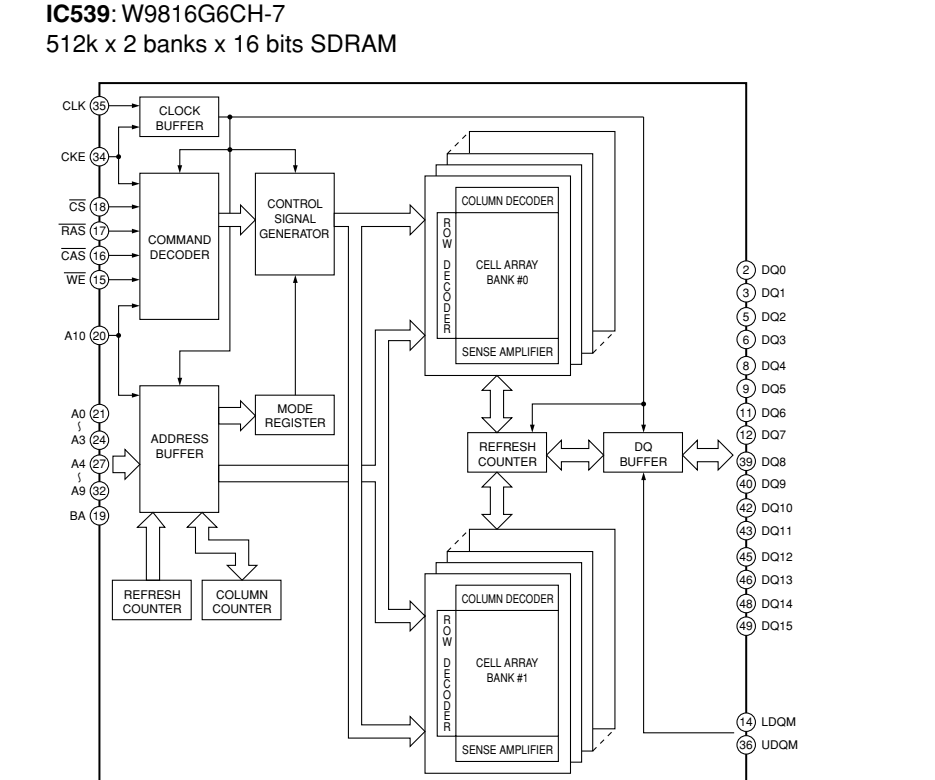 IC539: W9816G6CH-7
512k x 2 banks x 16 bits SDRAM
CLK 35
CLOCK
BUFFER
CKE 34
CS 18
RAS 17
CAS 16
WE 15
COMMAND
DECODER
CONTROL
SIGNAL
GENERATOR
A10 20
COLUMN DECODER
ROW DECODER
CELL ARRAY
BANK #0
SENSE AMPLIFIER
A0 21
A3 24
A4 27
A9 32
BA 19
ADDRESS
BUFFER
MODE
REGISTER
REFRESH
COUNTER
DQ
BUFFER
REFRESH
COUNTER
COLUMN
COUNTER
COLUMN DECODER
ROW DECODER
CELL ARRAY
BANK #1
SENSE AMPLIFIER
2 DQ0
3 DQ1
5 DQ2
6 DQ3
8 DQ4
9 DQ5
11 DQ6
12 DQ7
39 DQ8
40 DQ9
42 DQ10
43 DQ11
45 DQ12
46 DQ13
48 DQ14
49 DQ15
14 LDQM
36 UDQM